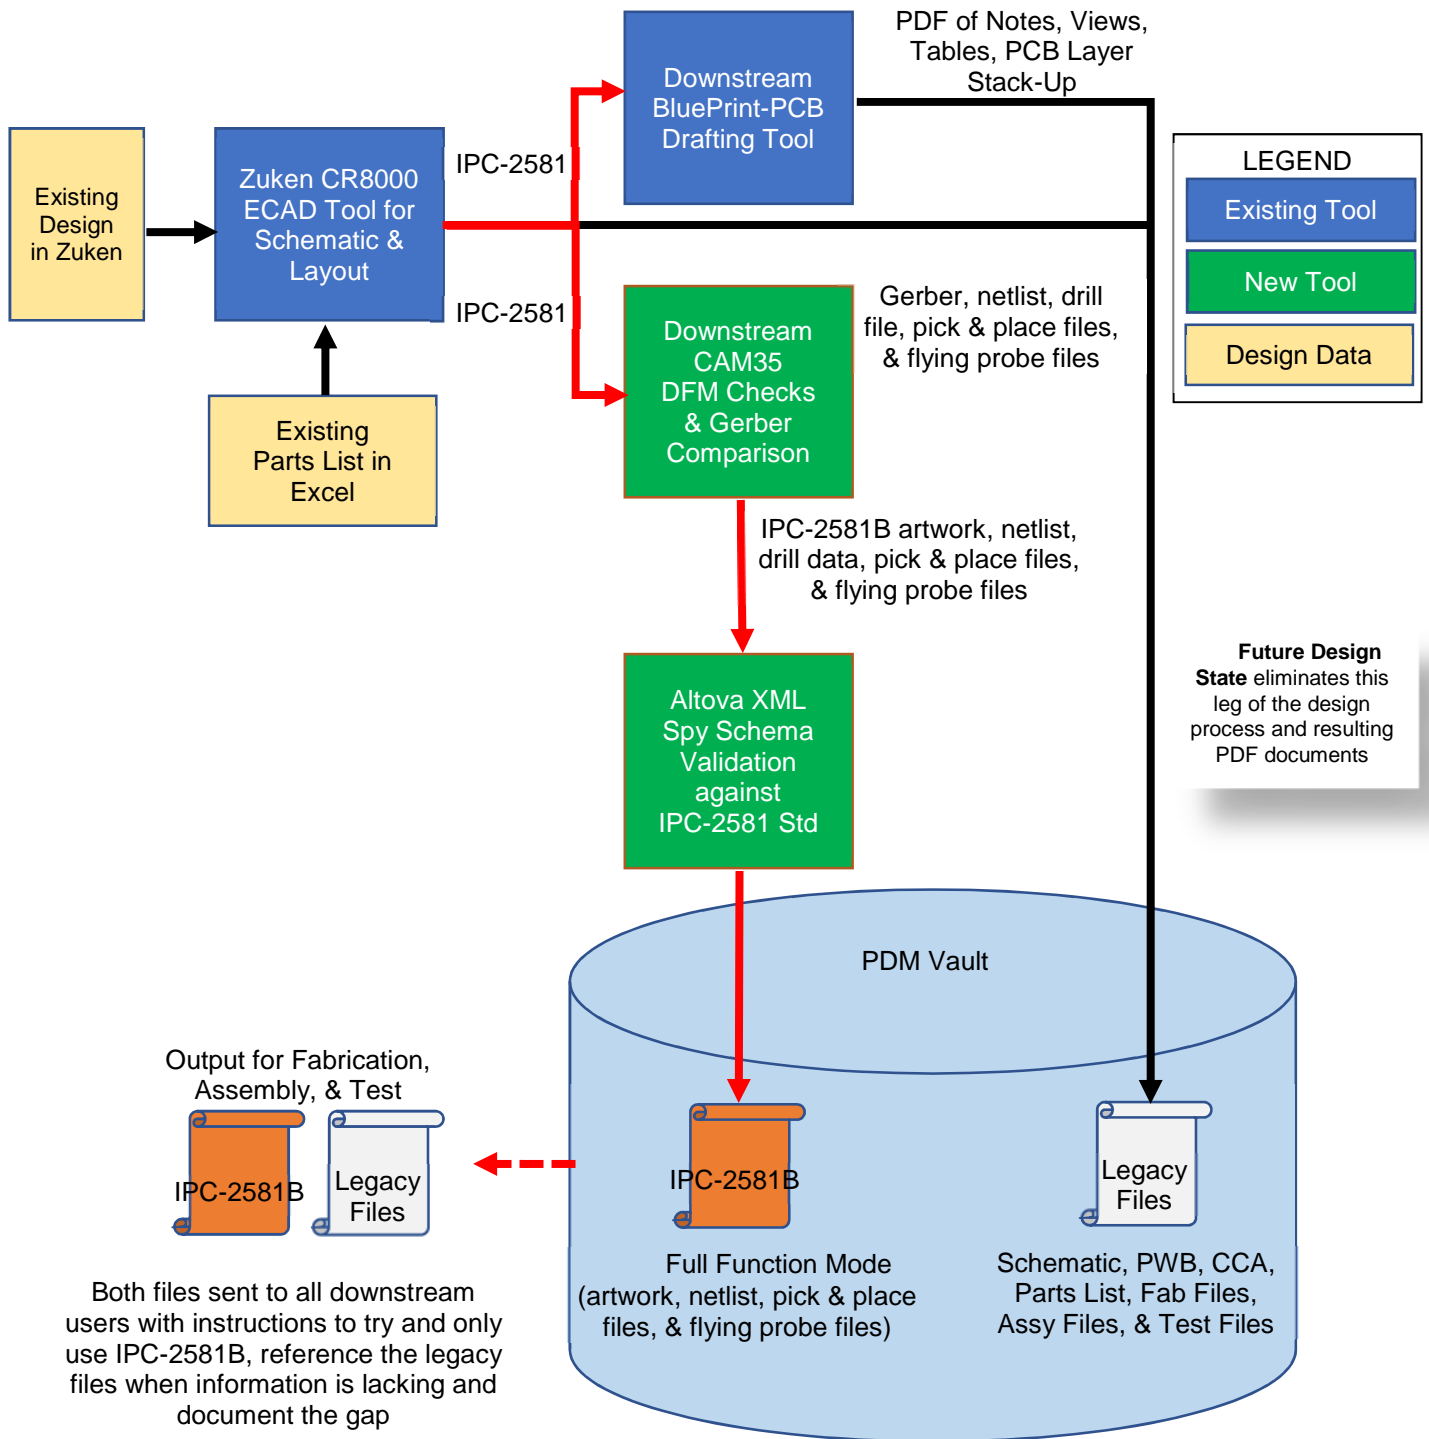 PDF of Notes, Views,
Tables, PCB Layer
Stack-Up
Downstream
BluePrint-PCB
Drafting Tool
LEGEND
Existing Tool
New Tool
Design Data
IPC-2581
Existing
Design
in Zuken
Zuken CR8000
ECAD Tool for
Schematic &
Layout
IPC-2581
Gerber, netlist, drill
file, pick & place files,
& flying probe files
Downstream
CAM35
DFM Checks
& Gerber
Comparison
Existing
Parts List in
Excel
IPC-2581B artwork, netlist,
drill data, pick & place files,
& flying probe files
Future Design
State eliminates this
leg of the design
process and resulting
PDF documents
Altova XML
Spy Schema
Validation
against
IPC-2581 Std
PDM Vault
Output for Fabrication,
Assembly, & Test
IPC-2581B
Legacy
Files
IPC-2581B
Legacy
Files
Both files sent to all downstream
users with instructions to try and only
use IPC-2581B, reference the legacy
files when information is lacking and
document the gap
Full Function Mode
(artwork, netlist, pick & place
files, & flying probe files)
Schematic, PWB, CCA,
Parts List, Fab Files,
Assy Files, & Test Files